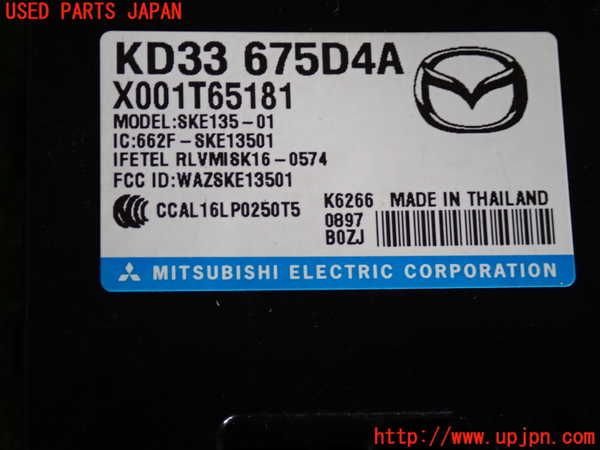 USED PARTS JAPAN
KD33 675D4A
X001T65181
MODEL:SKE135-01
IC:662F-SKE13501
IFETEL RLVMISK16-0574
FCC ID:WAZSKE13501
CCAL16LP0250T5
K6266 MADE IN THAILAND
0897
B0ZJ
MITSUBISHI ELECTRIC CORPORATION
http://www.upjpn.com/